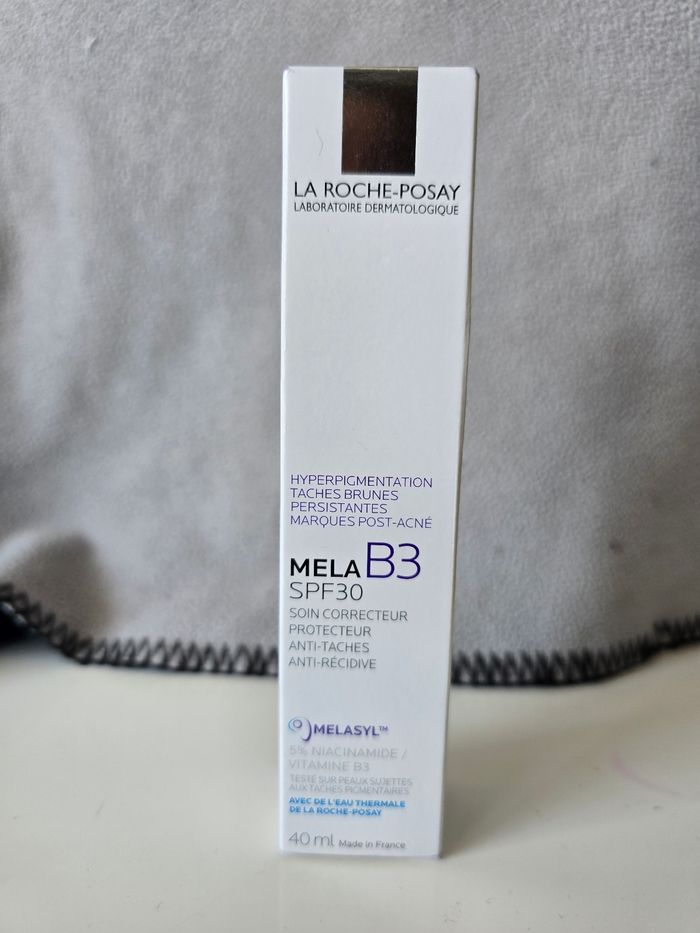 LA ROCHE-POSAY
LABORATOIRE DERMATOLOGIQUE
HYPERPIGMENTATION
TACHES BRUNES
PERSISTANTES
MARQUES POST-ACNÉ
MELA B3
SPF30
SOIN CORRECTEUR
PROTECTEUR
ANTI-TACHES
ANTI-RÉCIDIVE
MELASYL™
5% NIACINAMIDE /
VITAMINE B3
TESTÉ SUR PEAUX SUJETTES
AUX TACHES PIGMENTAIRES
AVEC DE L'EAU THERMALE
DE LA ROCHE-POSAY
40 ml Made in France